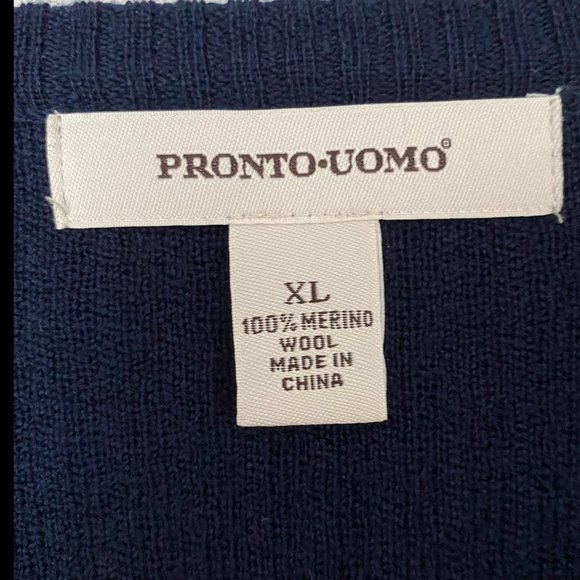 PRONTO·UOMO®
XL
100% MERINO
WOOL
MADE IN
CHINA